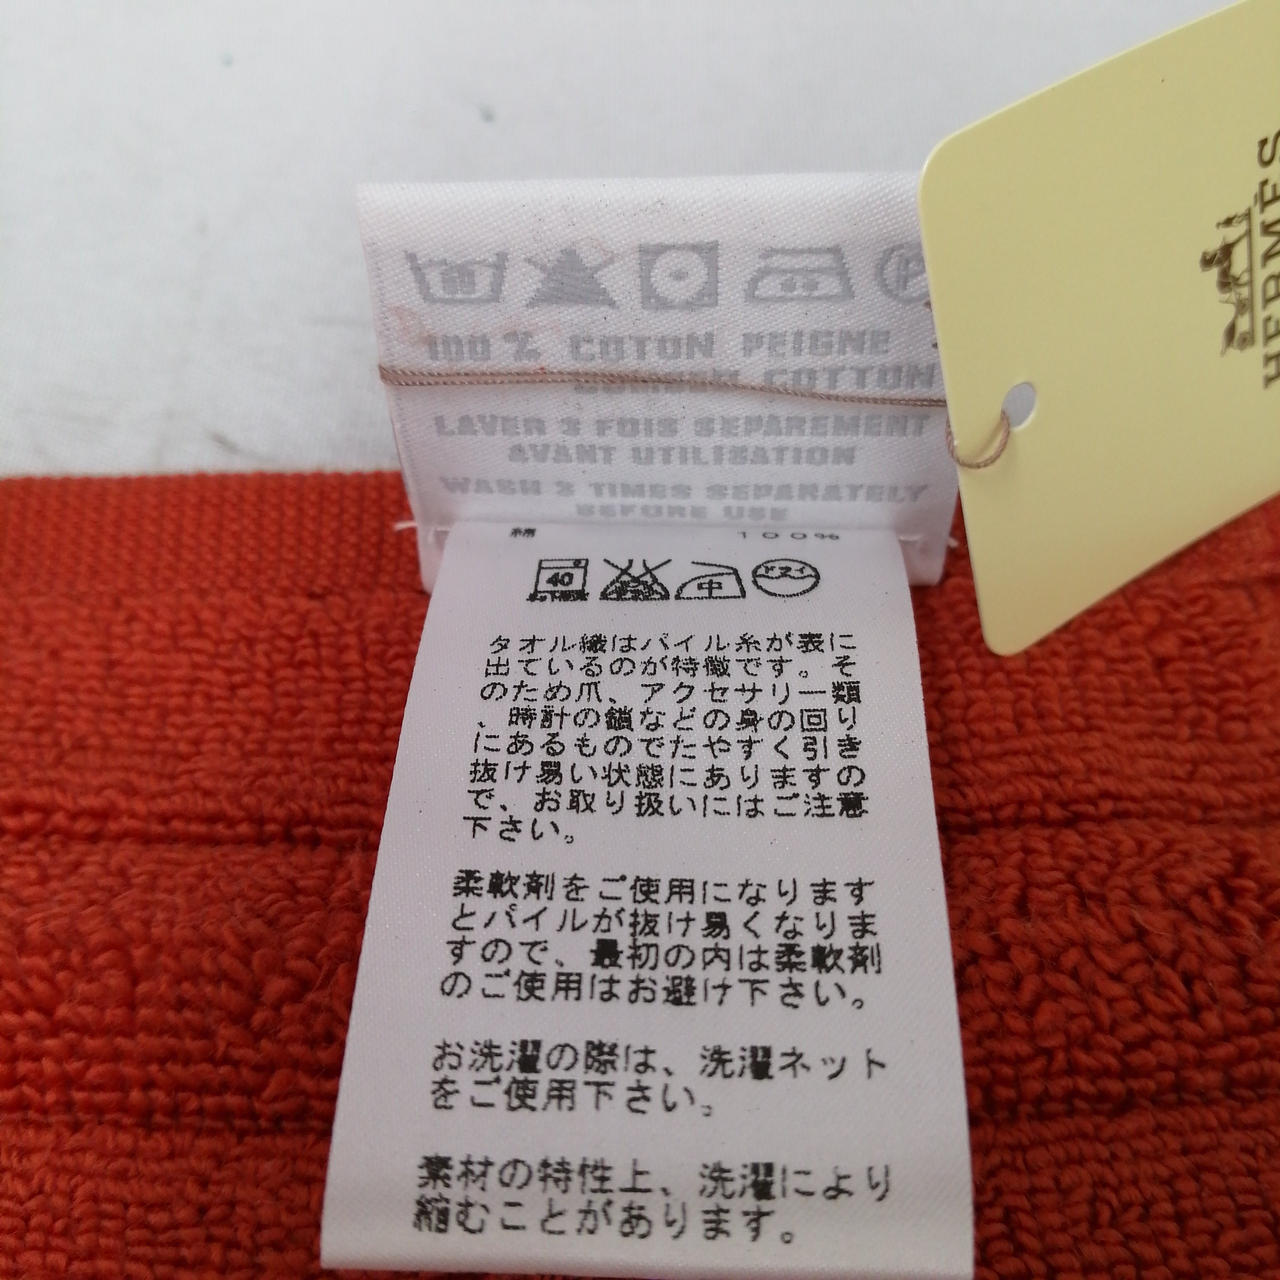 HERMÈS
100 % COTON PEIGNE
COTTON
LAVER 3 FOIS SEPAREMENT
AVANT UTILISATION
WASH 3 TIMES SEPARATELY
BEFORE USE
綿 100%
40
中
ドライ
タオル織はパイル糸が表に
出ているのが特徴です。そ
のため爪、アクセサリー類
、時計の鎖などの身の回り
にあるものでたやすく引き
抜け易い状態にありますの
で、お取り扱いにはご注意
下さい。
柔軟剤をご使用になります
とパイルが抜け易くなりま
すので、最初の内は柔軟剤
のご使用はお避け下さい。
お洗濯の際は、洗濯ネット
をご使用下さい。
素材の特性上、洗濯により
縮むことがあります。